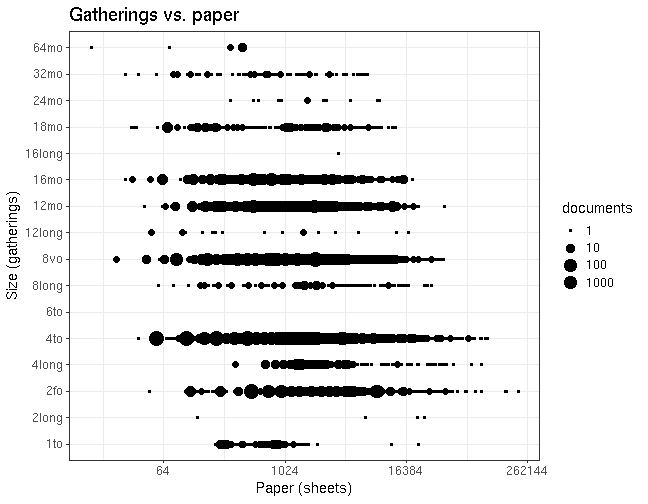 Gatherings vs. paper
64mo
32mo
24mo
18mo
16long
16mo
12mo
12long
8vo
8long
6to
4to
4long
2fo
2long
1to
Size (gatherings)
64
1024
16384
262144
Paper (sheets)
documents
1
10
100
1000